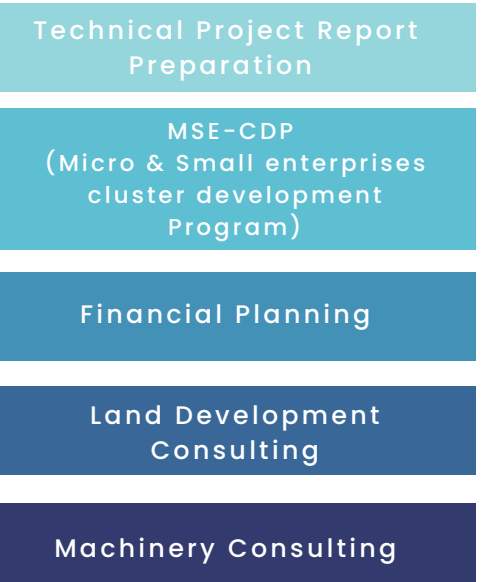 Technical Project Report
Preparation
MSE-CDP
(Micro & Small enterprises
cluster development
Program)
Financial Planning
Land Development
Consulting
Machinery Consulting